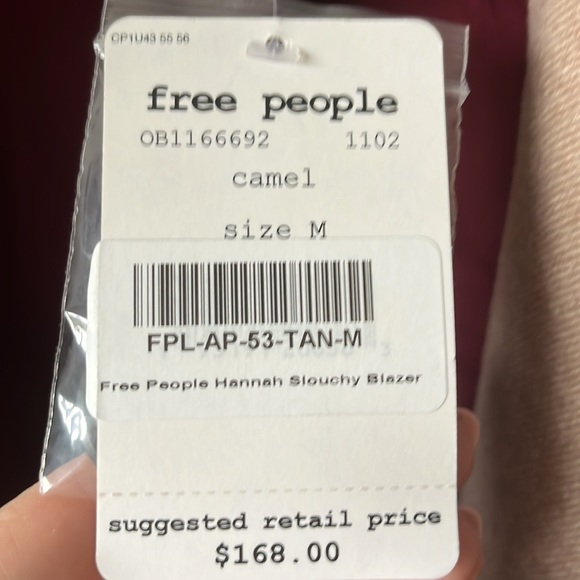 CP1U43 55 56
free people
OB1166692 1102
camel
size M
FPL-AP-53-TAN-M
Free People Hannah Slouchy Blazer
suggested retail price
$168.00